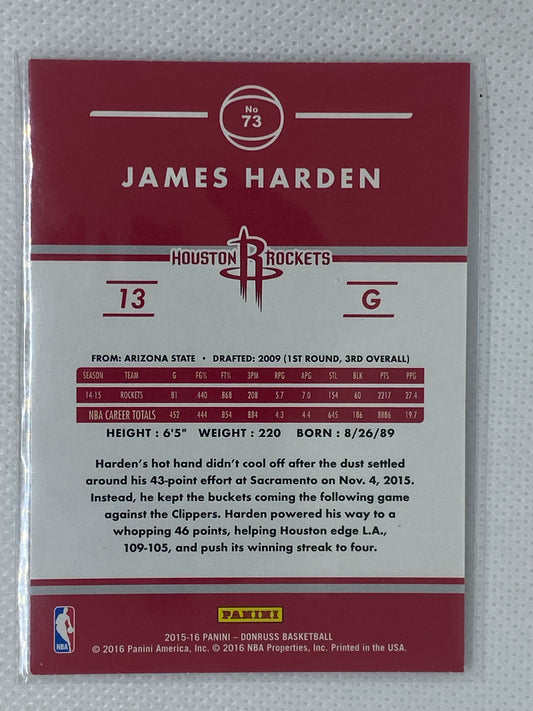 No
73
JAMES HARDEN
HOUSTON ROCKETS
13 G
FROM: ARIZONA STATE • DRAFTED: 2009 (1ST ROUND, 3RD OVERALL)
SEASON TEAM G FG% FT% 3PM RPG APG STL BLK PTS PPG
14-15 ROCKETS 81 .440 .868 208 5.7 7.0 154 60 2217 27.4
NBA CAREER TOTALS 452 .444 .854 884 4.3 4.4 645 186 8886 19.7
HEIGHT : 6'5" WEIGHT : 220 BORN : 8/26/89
Harden's hot hand didn't cool off after the dust settled
around his 43-point effort at Sacramento on Nov. 4, 2015.
Instead, he kept the buckets coming the following game
against the Clippers. Harden powered his way to a
whopping 46 points, helping Houston edge L.A.,
109-105, and push its winning streak to four.
PANINI
NBA
2015-16 PANINI – DONRUSS BASKETBALL
© 2016 Panini America, Inc. © 2016 NBA Properties, Inc. Printed in the USA.